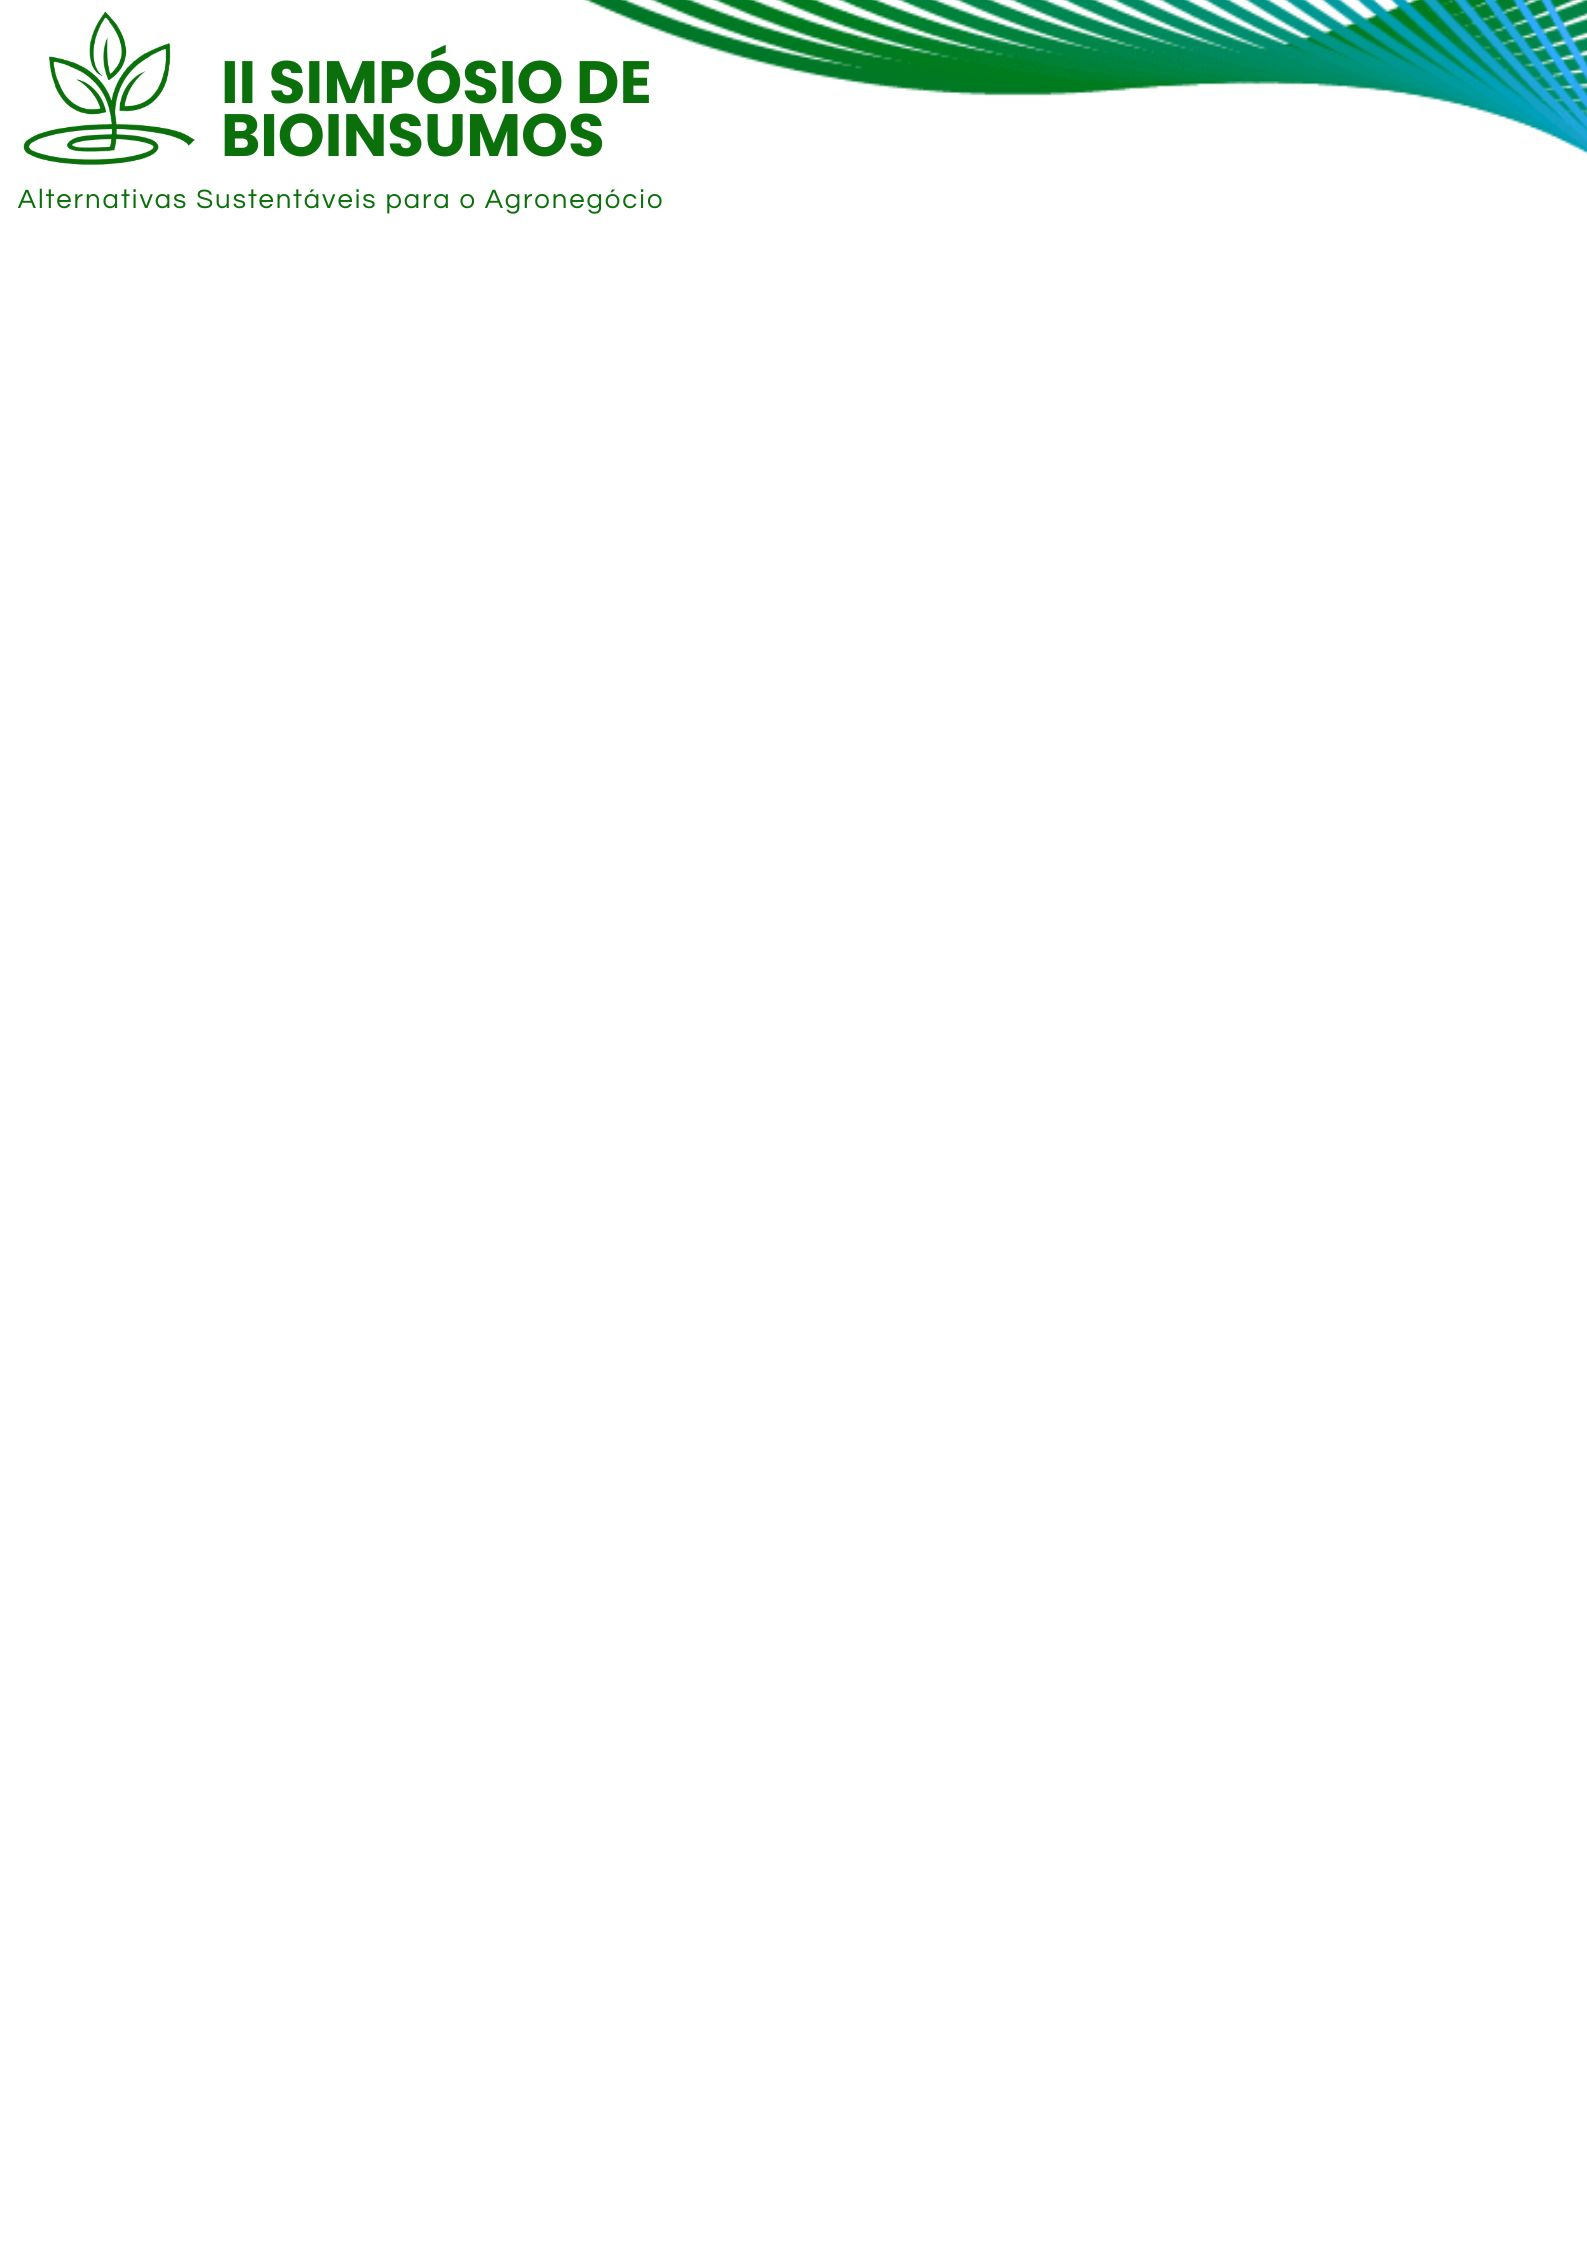 II SIMPÓSIO DE
BIOINSUMOS
Alternativas Sustentáveis para o Agronegócio